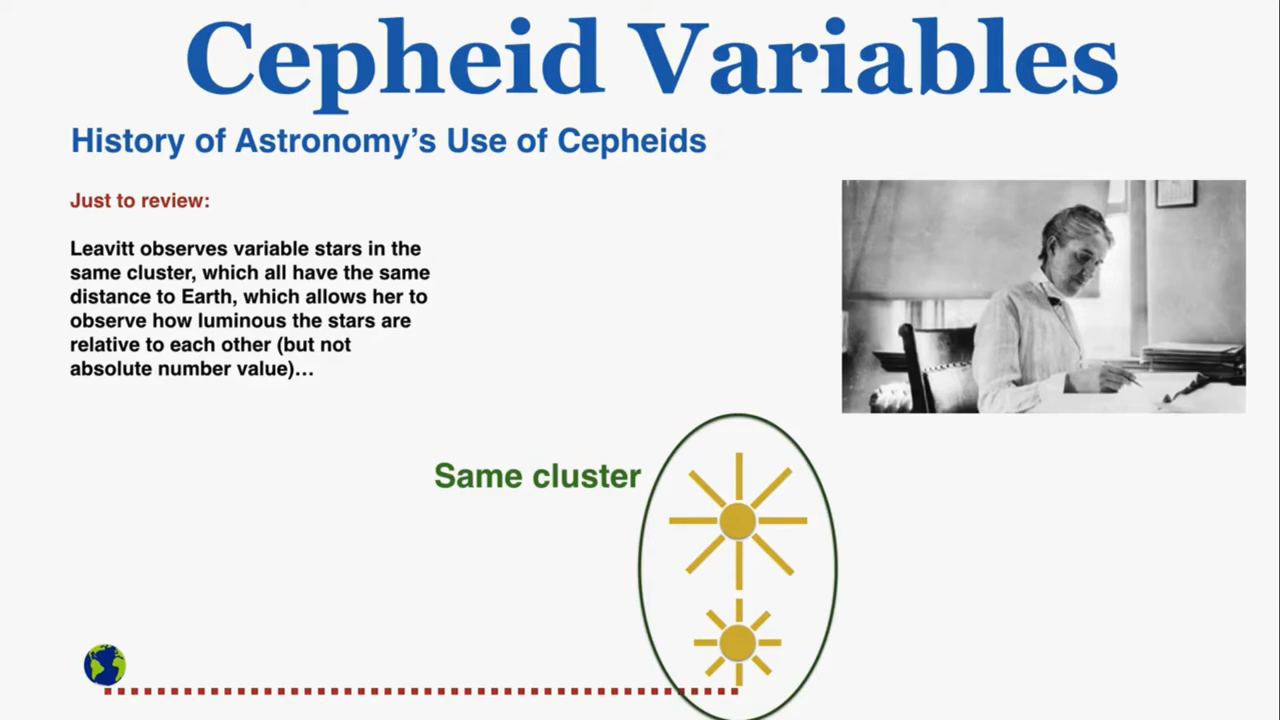 Cepheid Variables
History of Astronomy’s Use of Cepheids
Just to review:
Leavitt observes variable stars in the
same cluster, which all have the same
distance to Earth, which allows her to
observe how luminous the stars are
relative to each other (but not
absolute number value)…
Same cluster